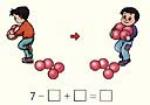 7 − □ + □ = □